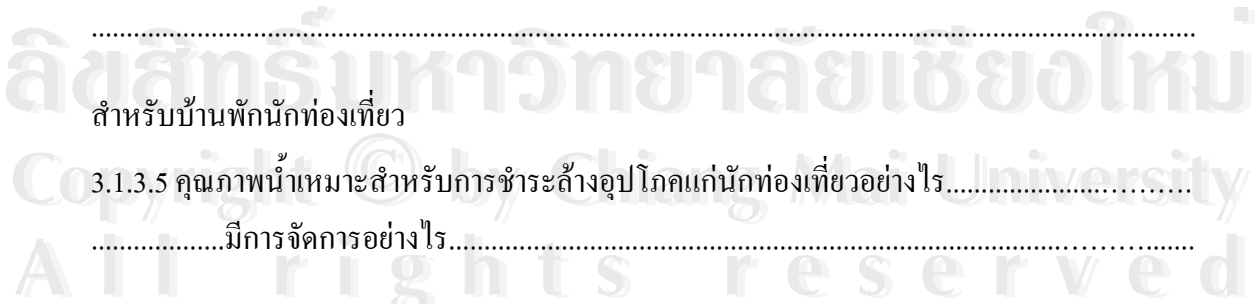 ................................................................................................................................................................
ลิขสิทธิ์มหาวิทยาลัยเชียงใหม่
สำหรับบ้านพักนักท่องเที่ยว
Copyright © by Chiang Mai University
3.1.3.5 คุณภาพน้ำเหมาะสำหรับการชำระล้างอุปโภคแก่นักท่องเที่ยวอย่างไร................................
...................มีการจัดการอย่างไร.........................................................................................................
All rights reserved